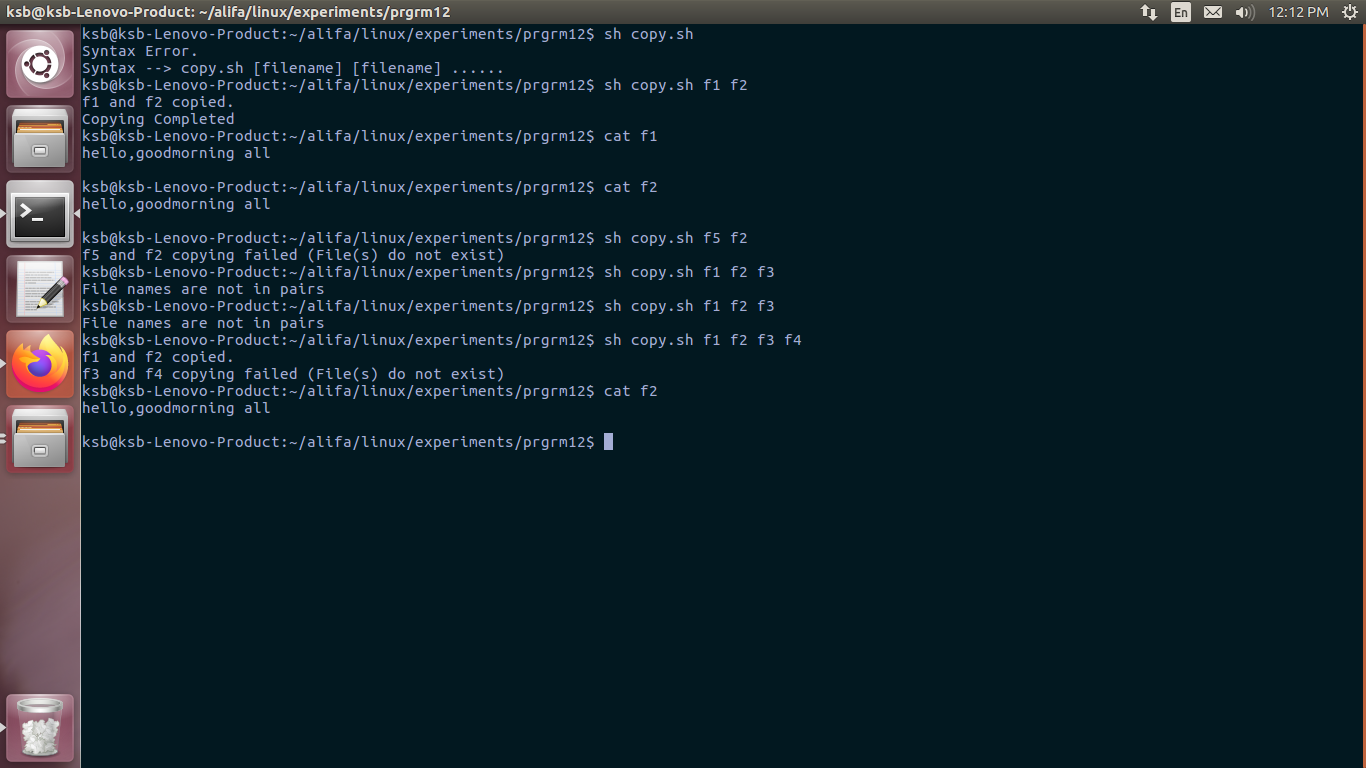 ksb@ksb-Lenovo-Product: ~/alifa/linux/experiments/prgrm12
En
12:12 PM
ksb@ksb-Lenovo-Product:~/alifa/linux/experiments/prgrm12$ sh copy.sh
Syntax Error.
Syntax --> copy.sh [filename] [filename] ......
ksb@ksb-Lenovo-Product:~/alifa/linux/experiments/prgrm12$ sh copy.sh f1 f2
f1 and f2 copied.
Copying Completed
ksb@ksb-Lenovo-Product:~/alifa/linux/experiments/prgrm12$ cat f1
hello,goodmorning all
ksb@ksb-Lenovo-Product:~/alifa/linux/experiments/prgrm12$ cat f2
hello,goodmorning all
ksb@ksb-Lenovo-Product:~/alifa/linux/experiments/prgrm12$ sh copy.sh f5 f2
f5 and f2 copying failed (File(s) do not exist)
ksb@ksb-Lenovo-Product:~/alifa/linux/experiments/prgrm12$ sh copy.sh f1 f2 f3
File names are not in pairs
ksb@ksb-Lenovo-Product:~/alifa/linux/experiments/prgrm12$ sh copy.sh f1 f2 f3
File names are not in pairs
ksb@ksb-Lenovo-Product:~/alifa/linux/experiments/prgrm12$ sh copy.sh f1 f2 f3 f4
f1 and f2 copied.
f3 and f4 copying failed (File(s) do not exist)
ksb@ksb-Lenovo-Product:~/alifa/linux/experiments/prgrm12$ cat f2
hello,goodmorning all
ksb@ksb-Lenovo-Product:~/alifa/linux/experiments/prgrm12$